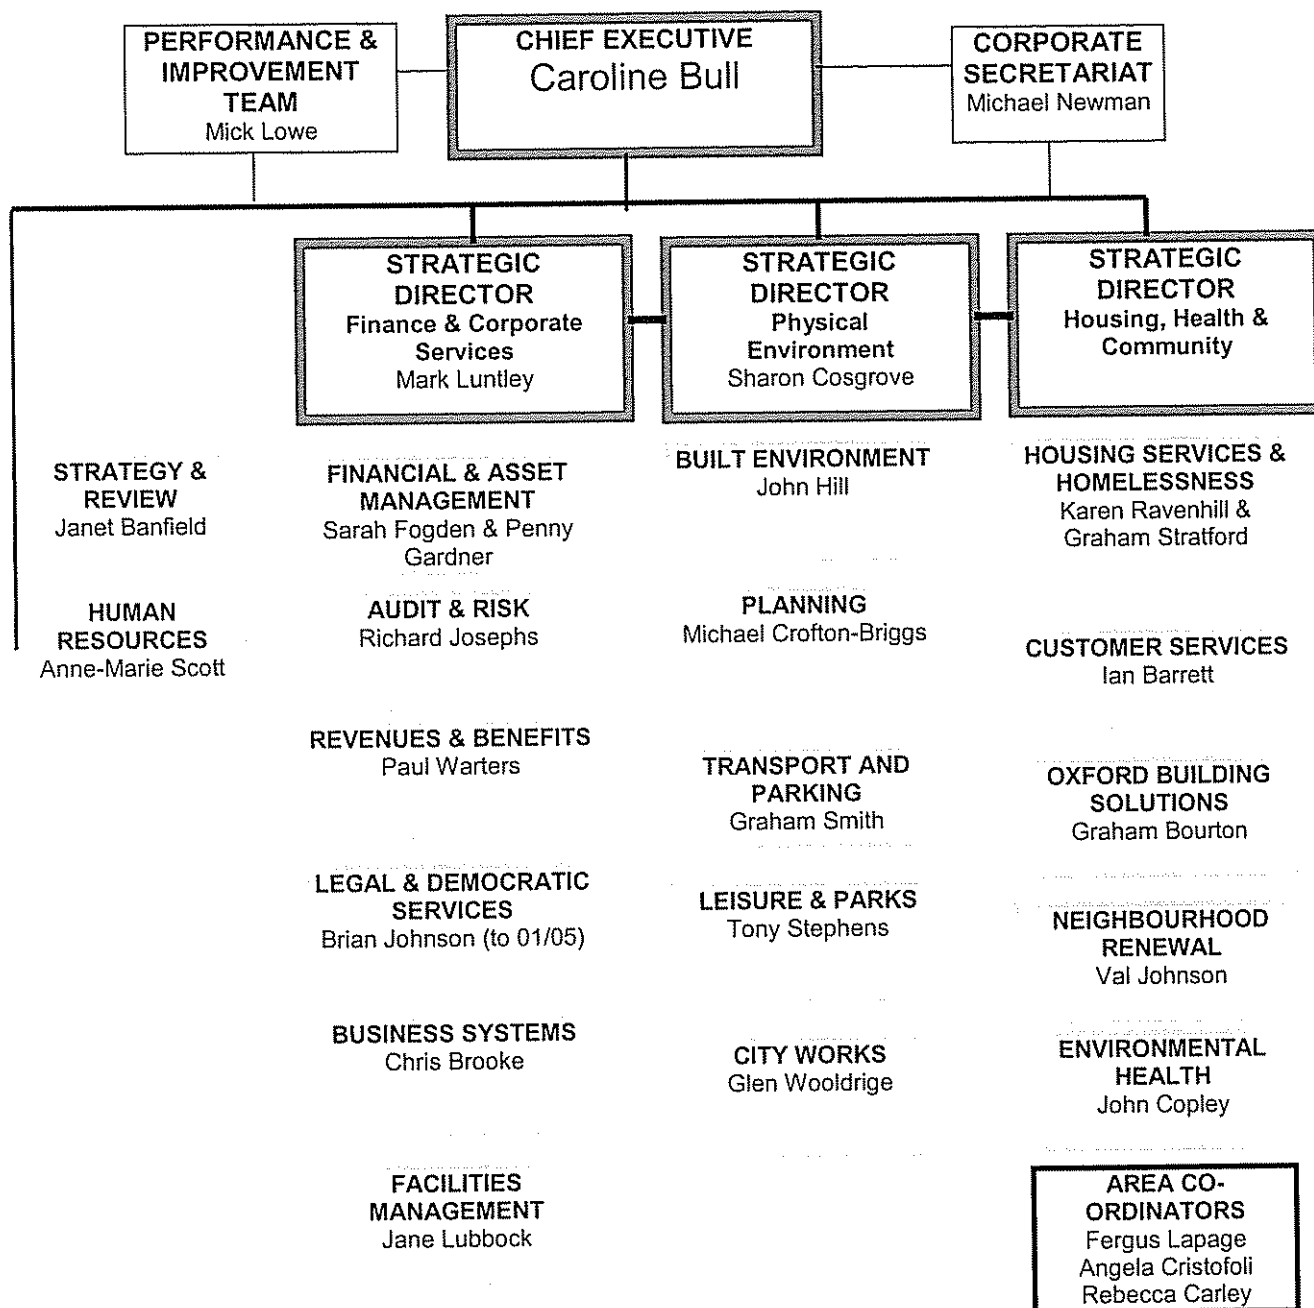 PERFORMANCE &
IMPROVEMENT
TEAM
Mick Lowe
CHIEF EXECUTIVE
Caroline Bull
CORPORATE
SECRETARIAT
Michael Newman
STRATEGIC
DIRECTOR
Finance & Corporate
Services
Mark Luntley
STRATEGIC
DIRECTOR
Physical
Environment
Sharon Cosgrove
STRATEGIC
DIRECTOR
Housing, Health &
Community
STRATEGY &
REVIEW
Janet Banfield
HUMAN
RESOURCES
Anne-Marie Scott
FINANCIAL & ASSET
MANAGEMENT
Sarah Fogden & Penny
Gardner
AUDIT & RISK
Richard Josephs
REVENUES & BENEFITS
Paul Warters
LEGAL & DEMOCRATIC
SERVICES
Brian Johnson (to 01/05)
BUSINESS SYSTEMS
Chris Brooke
FACILITIES
MANAGEMENT
Jane Lubbock
BUILT ENVIRONMENT
John Hill
PLANNING
Michael Crofton-Briggs
TRANSPORT AND
PARKING
Graham Smith
LEISURE & PARKS
Tony Stephens
CITY WORKS
Glen Wooldrige
HOUSING SERVICES &
HOMELESSNESS
Karen Ravenhill &
Graham Stratford
CUSTOMER SERVICES
Ian Barrett
OXFORD BUILDING
SOLUTIONS
Graham Bourton
NEIGHBOURHOOD
RENEWAL
Val Johnson
ENVIRONMENTAL
HEALTH
John Copley
AREA CO-
ORDINATORS
Fergus Lapage
Angela Cristofoli
Rebecca Carley